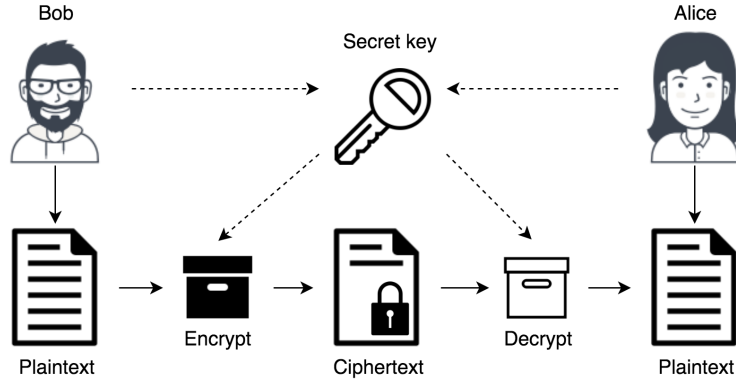 Bob
Alice
Secret key
Encrypt
Decrypt
Plaintext
Ciphertext
Plaintext